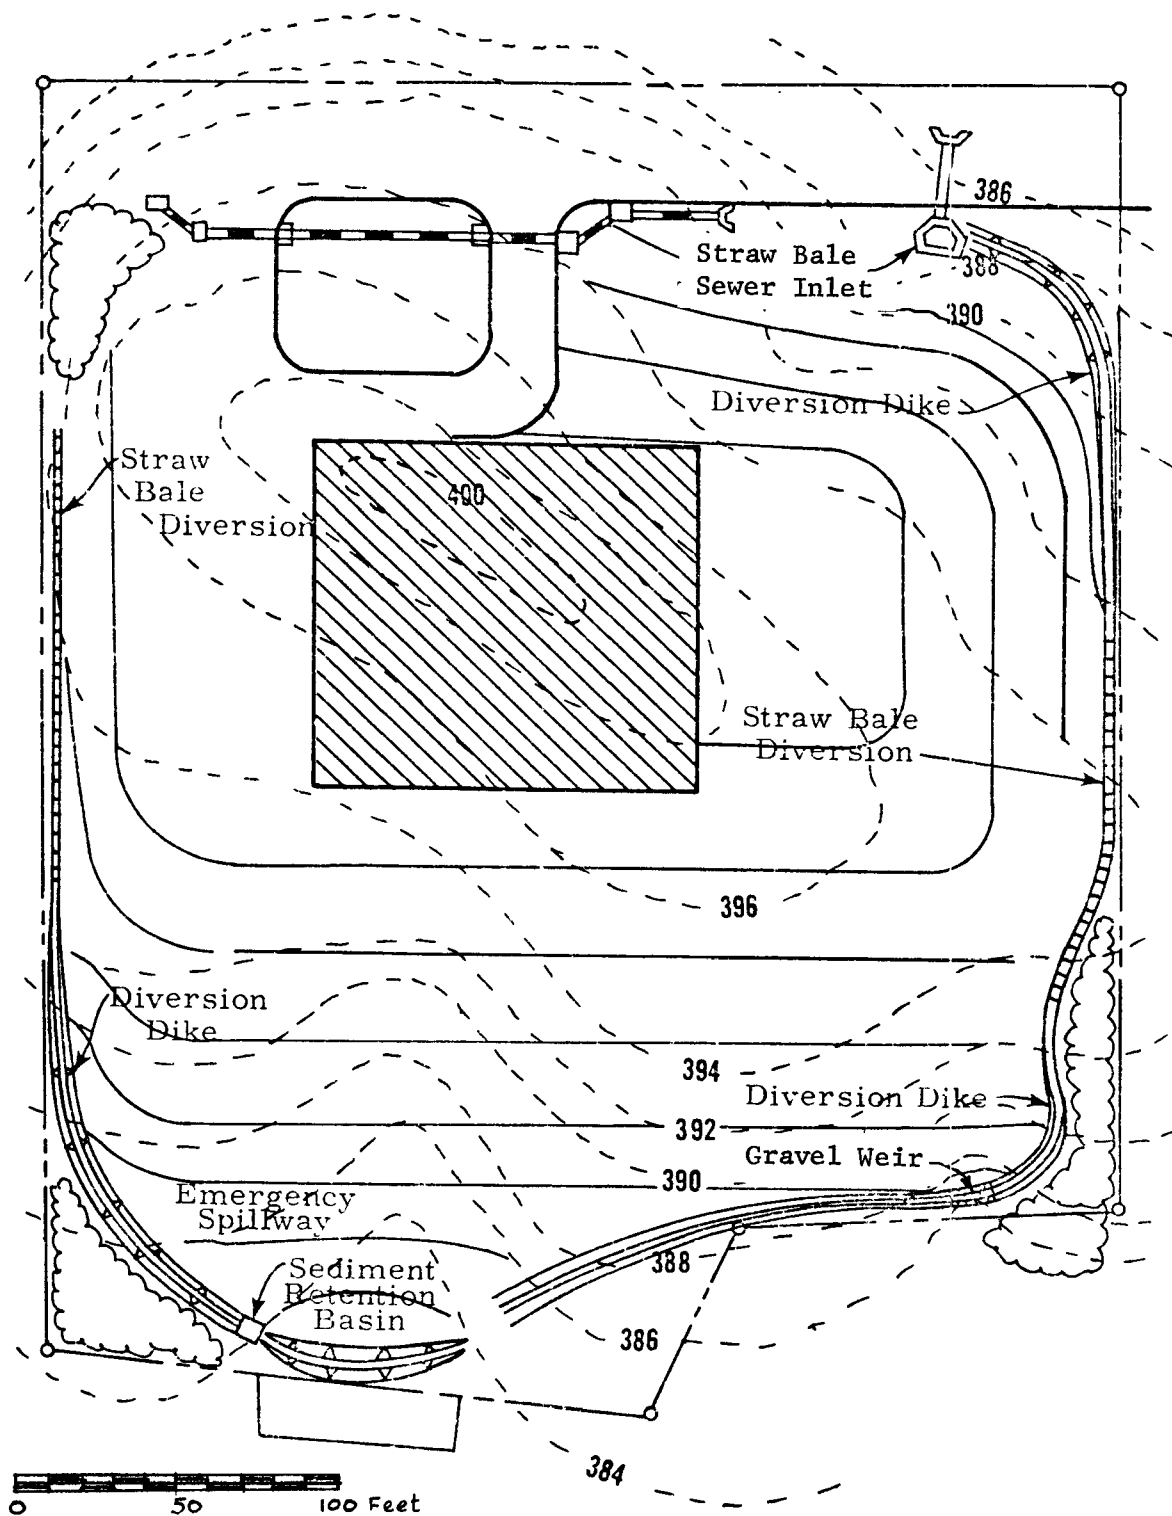 386
Straw Bale
Sewer Inlet
388
390
Diversion Dike
Straw
Bale
Diversion
400
Straw Bale
Diversion
396
Diversion
Dike
394
Diversion Dike
392
Gravel Weir
390
Emergency
Spillway
388
Sediment
Retention
Basin
386
384
0 50 100 Feet